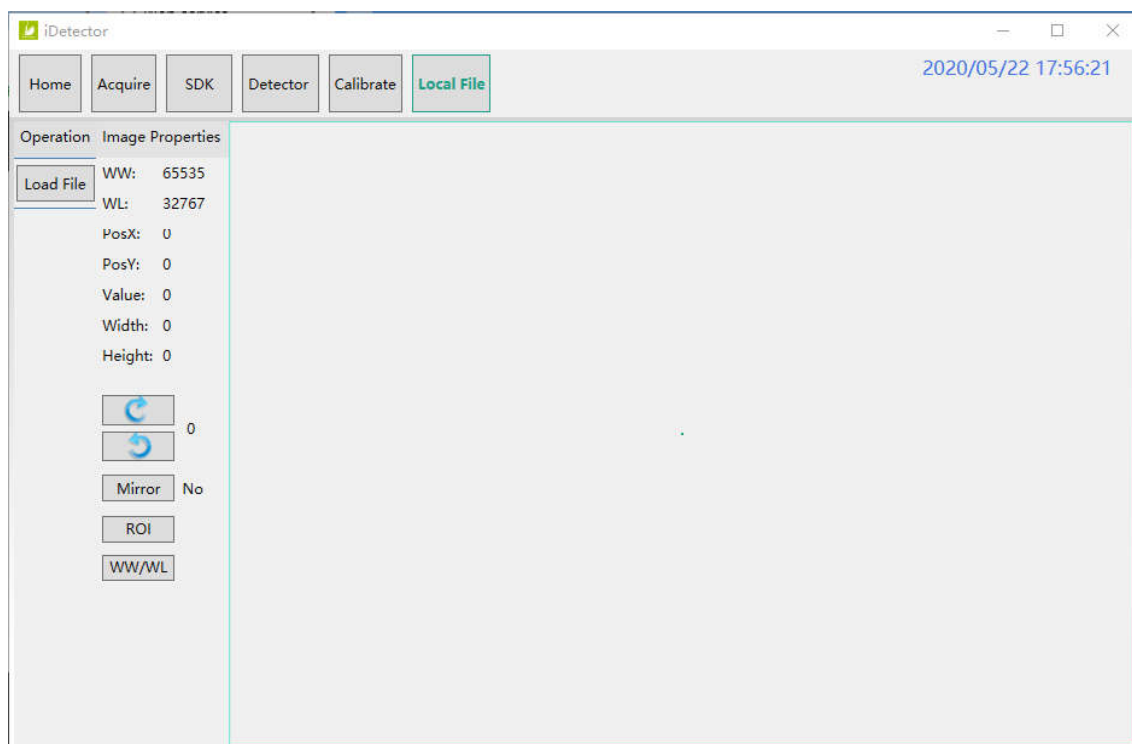 iDetector
Home Acquire SDK Detector Calibrate Local File
2020/05/22 17:56:21
Operation Image Properties
Load File
WW: 65535
WL: 32767
PosX: 0
PosY: 0
Value: 0
Width: 0
Height: 0
0
Mirror No
ROI
WW/WL